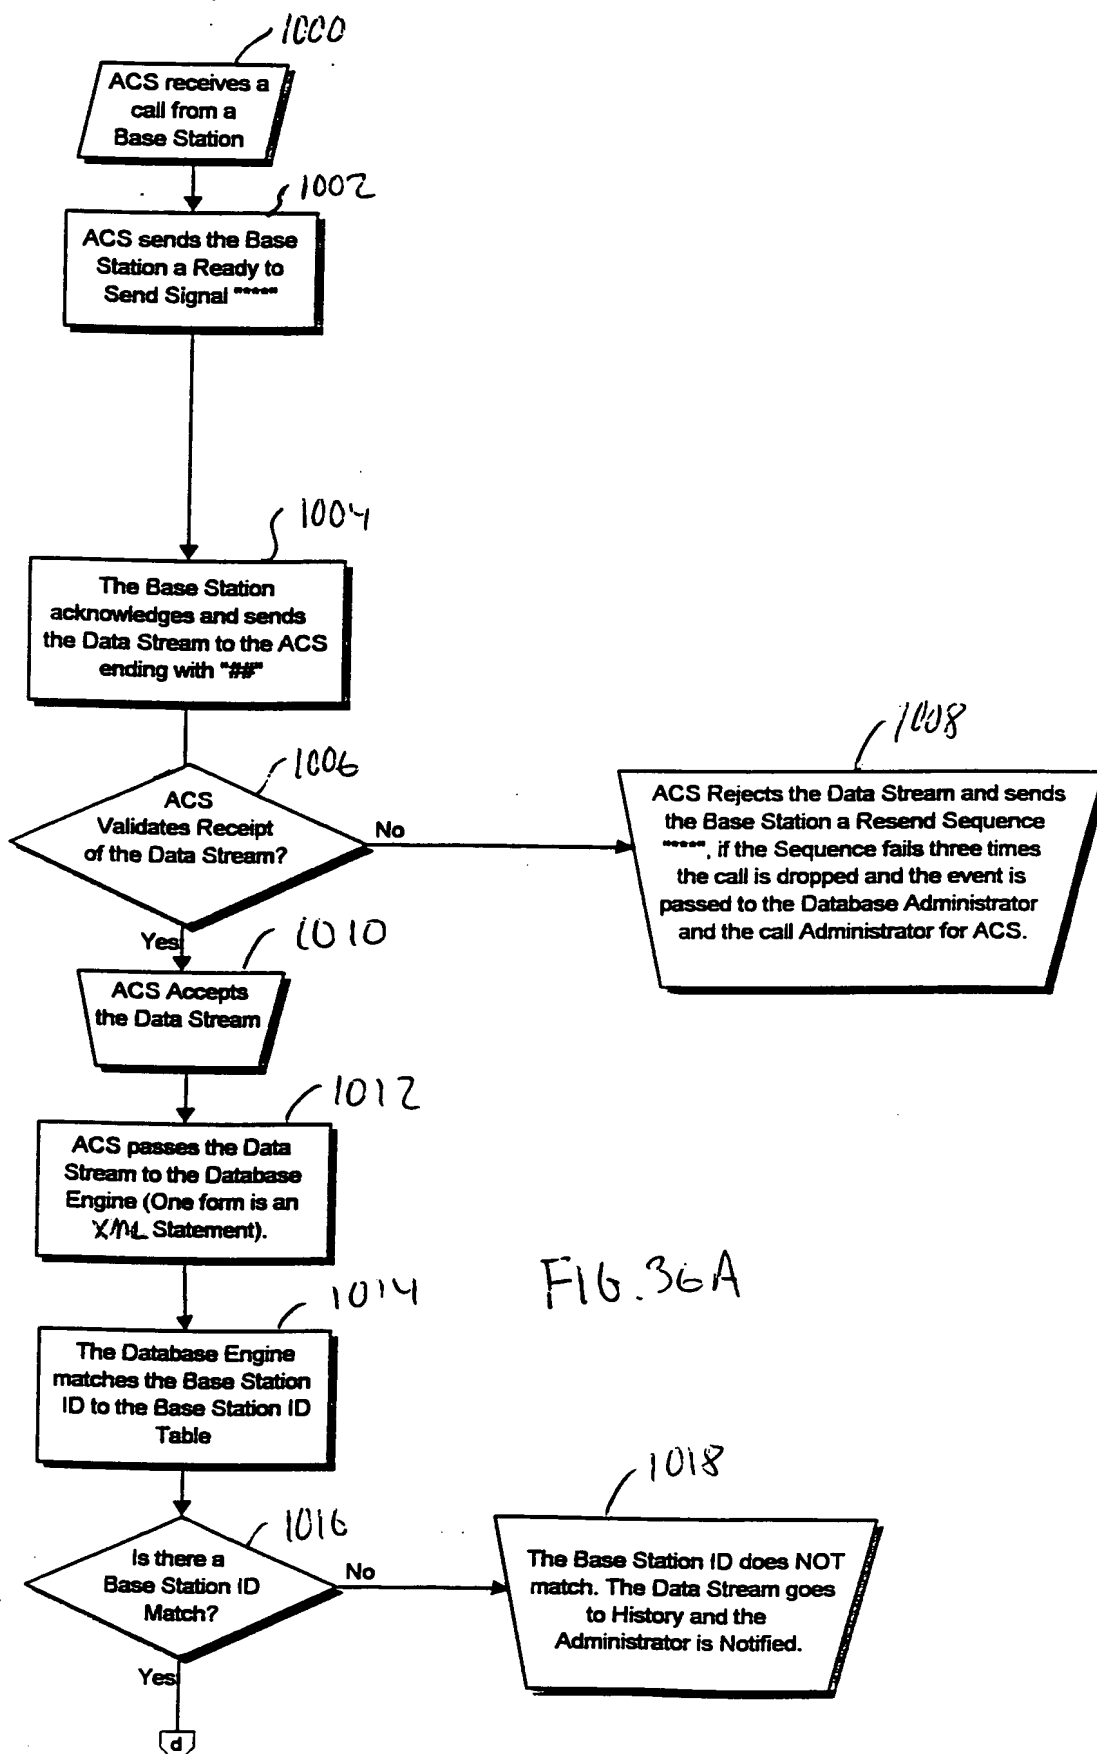 1000
ACS receives a
call from a
Base Station
1002
ACS sends the Base
Station a Ready to
Send Signal "****"
1004
The Base Station
acknowledges and sends
the Data Stream to the ACS
ending with "##"
1006
ACS
Validates Receipt
of the Data Stream?
No
1008
ACS Rejects the Data Stream and sends
the Base Station a Resend Sequence
"****", if the Sequence fails three times
the call is dropped and the event is
passed to the Database Administrator
and the call Administrator for ACS.
Yes
1010
ACS Accepts
the Data Stream
1012
ACS passes the Data
Stream to the Database
Engine (One form is an
XML Statement).
FIG. 36A
1014
The Database Engine
matches the Base Station
ID to the Base Station ID
Table
1016
Is there a
Base Station ID
Match?
No
1018
The Base Station ID does NOT
match. The Data Stream goes
to History and the
Administrator is Notified.
Yes
d